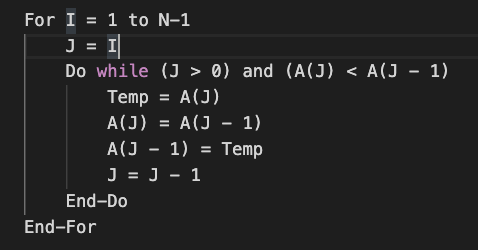 For I = 1 to N-1
J = I
Do while (J > 0) and (A(J) < A(J - 1)
Temp = A(J)
A(J) = A(J - 1)
A(J - 1) = Temp
J = J - 1
End-Do
End-For